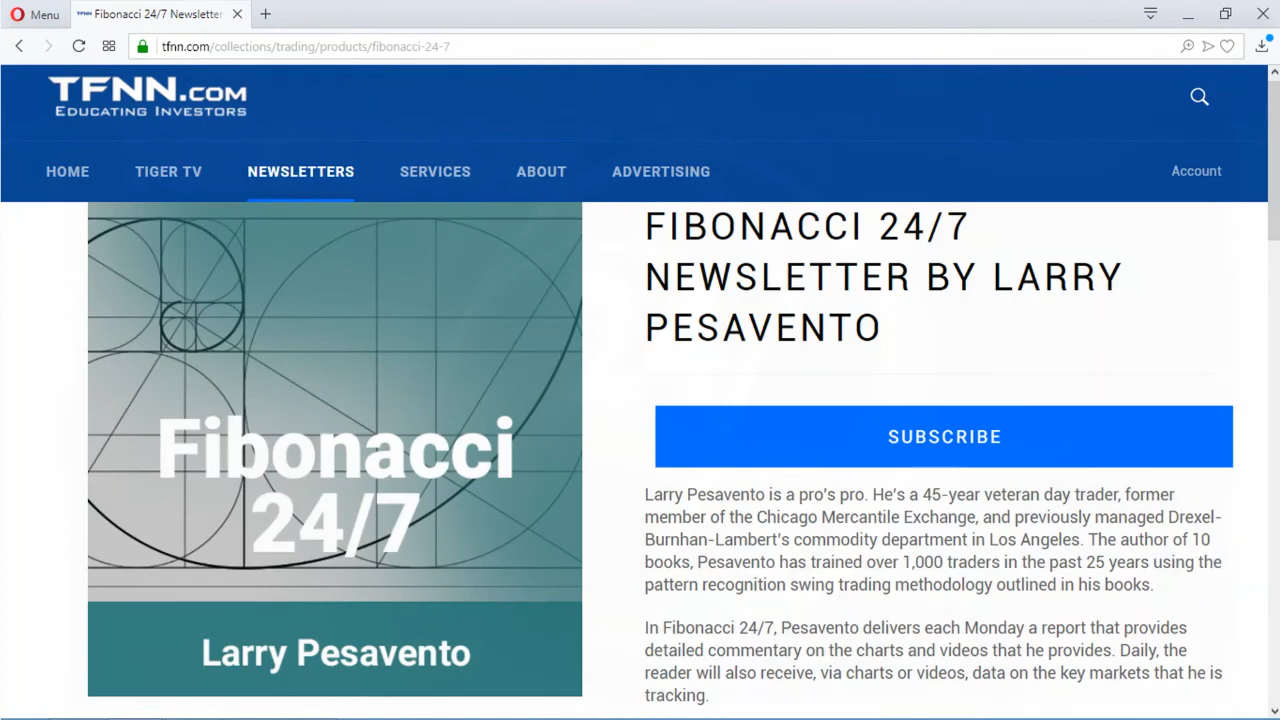 Menu
TFNN Fibonacci 24/7 Newsletter
tfnn.com/collections/trading/products/fibonacci-24-7
TFNN.COM
EDUCATING INVESTORS
HOME TIGER TV NEWSLETTERS SERVICES ABOUT ADVERTISING Account
Fibonacci
24/7
Larry Pesavento
FIBONACCI 24/7
NEWSLETTER BY LARRY
PESAVENTO
SUBSCRIBE
Larry Pesavento is a pro's pro. He's a 45-year veteran day trader, former
member of the Chicago Mercantile Exchange, and previously managed Drexel-
Burnhan-Lambert's commodity department in Los Angeles. The author of 10
books, Pesavento has trained over 1,000 traders in the past 25 years using the
pattern recognition swing trading methodology outlined in his books.
In Fibonacci 24/7, Pesavento delivers each Monday a report that provides
detailed commentary on the charts and videos that he provides. Daily, the
reader will also receive, via charts or videos, data on the key markets that he is
tracking.